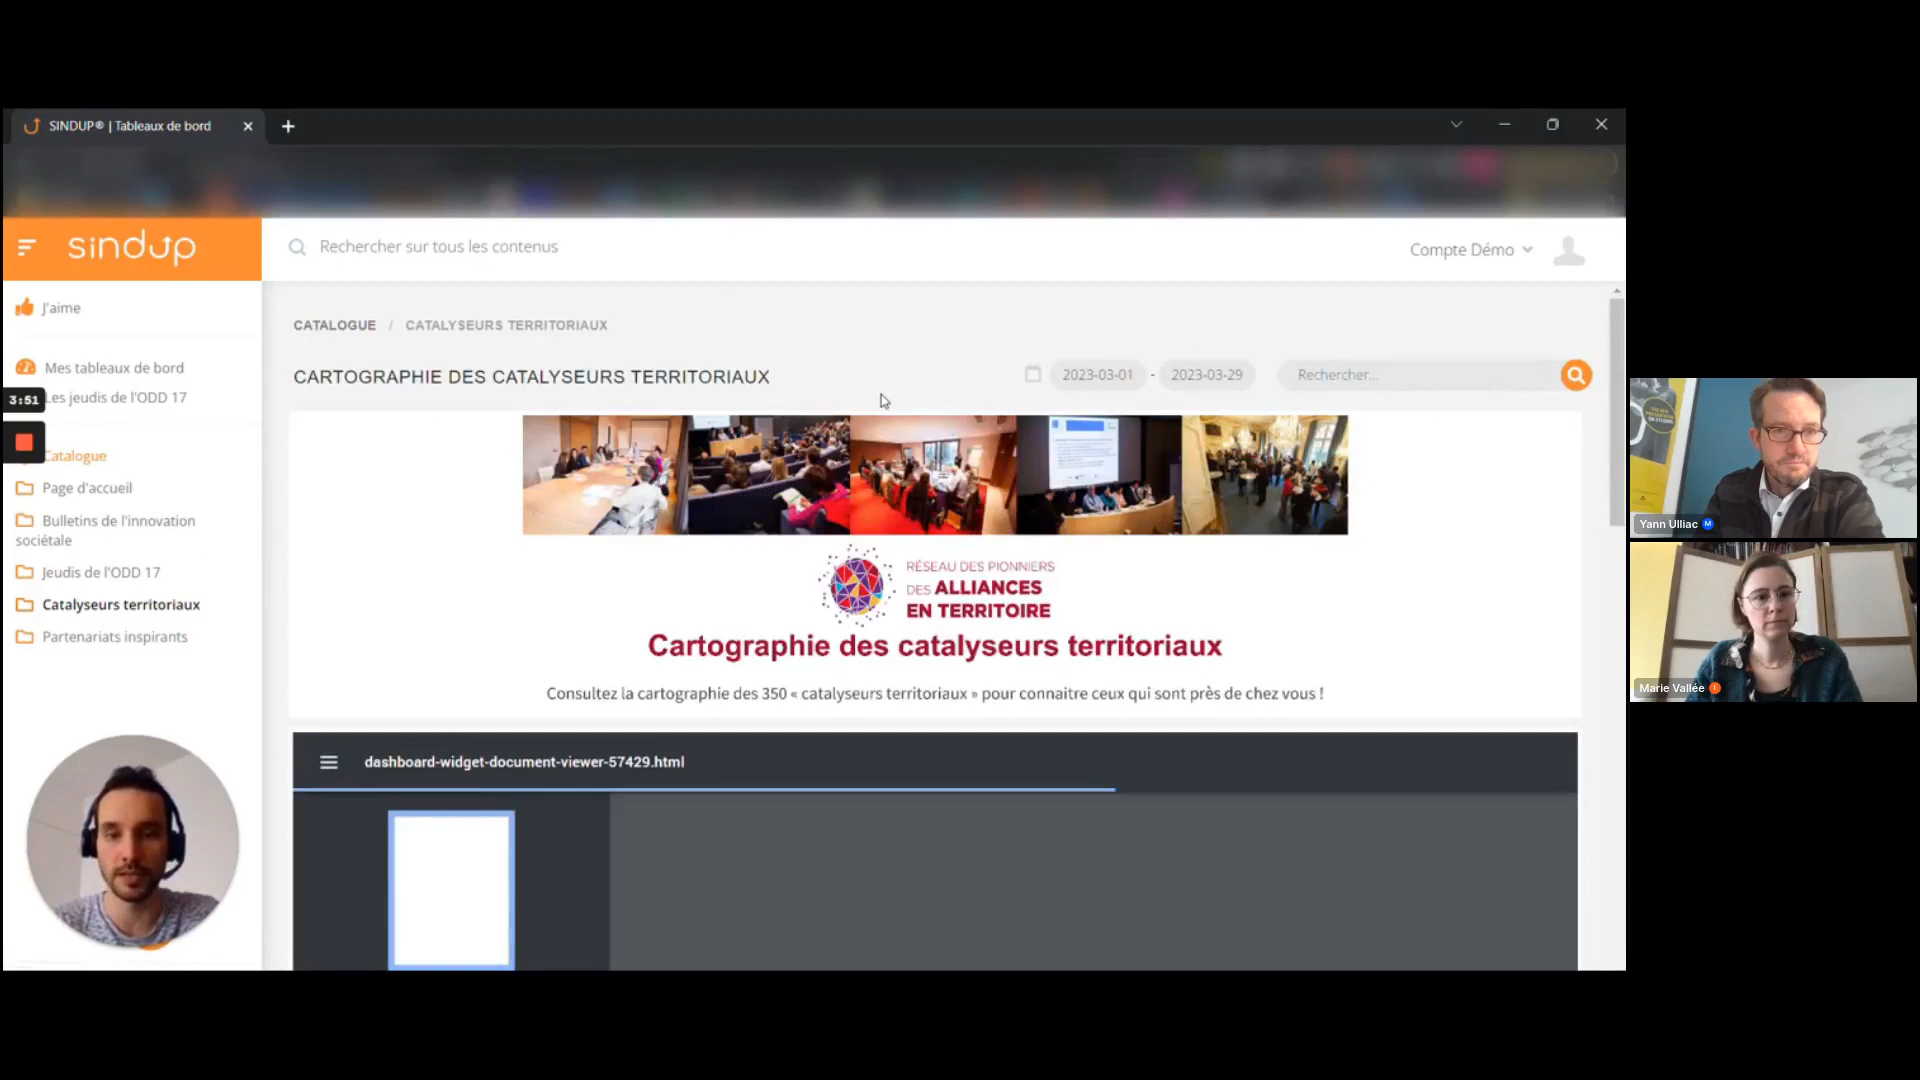 SINDUP® | Tableaux de bord
sindup
Rechercher sur tous les contenus
Compte Démo
J'aime
Mes tableaux de bord
3:51
Les jeudis de l'ODD 17
Catalogue
Page d'accueil
Bulletins de l'innovation
sociétale
Jeudis de l'ODD 17
Catalyseurs territoriaux
Partenariats inspirants
CATALOGUE / CATALYSEURS TERRITORIAUX
CARTOGRAPHIE DES CATALYSEURS TERRITORIAUX
2023-03-01 - 2023-03-29
Rechercher...
RÉSEAU DES PIONNIERS
DES ALLIANCES
EN TERRITOIRE
Cartographie des catalyseurs territoriaux
Consultez la cartographie des 350 « catalyseurs territoriaux » pour connaitre ceux qui sont près de chez vous !
dashboard-widget-document-viewer-57429.html
Yann Ulliac M
Marie Vallée